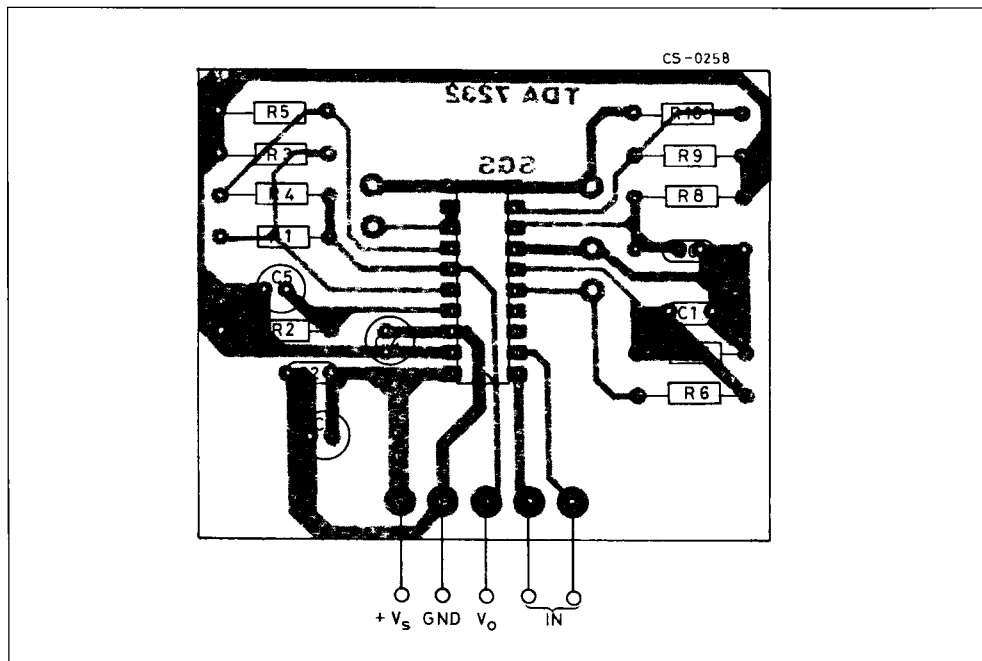 CS-0258
TDA 7232
R5
R10
R3
R9
SGS
R4
R8
C5
C1
R2
R6
+ Vs GND Vo IN